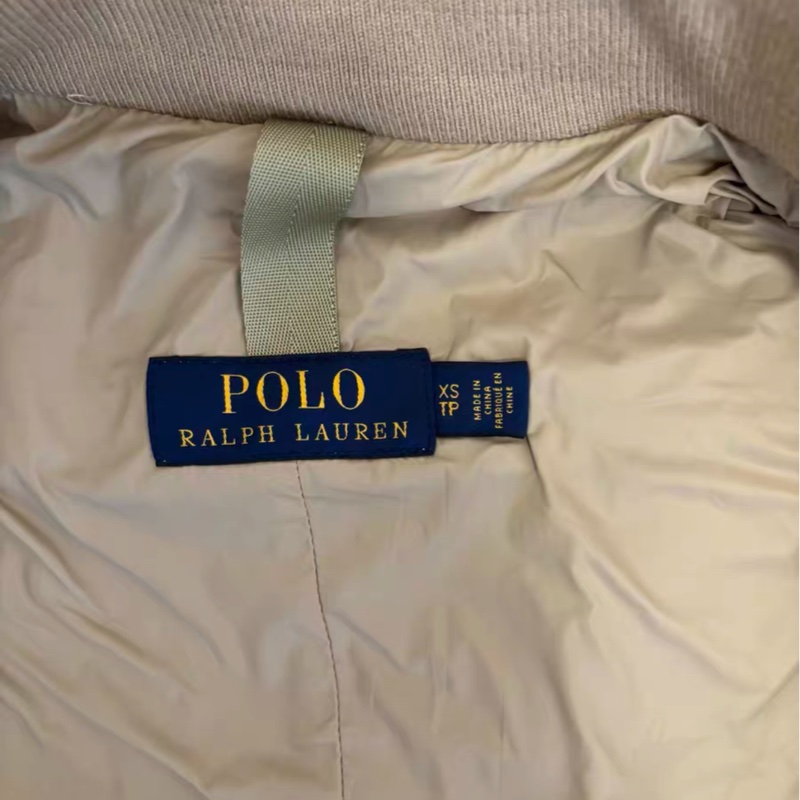 POLO
RALPH LAUREN
XS
TP
MADE IN
CHINA
FABRIQUÉ EN
CHINE